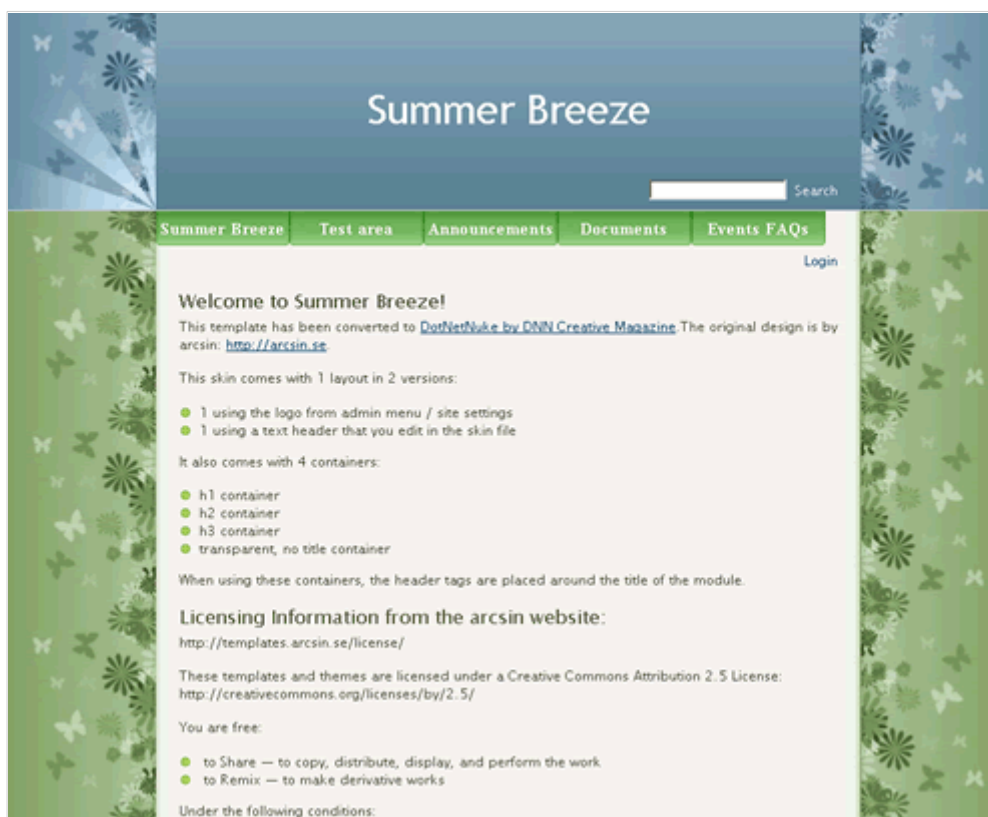 Summer Breeze
Search
Summer Breeze Test area Announcements Documents Events FAQs
Login
Welcome to Summer Breeze!
This template has been converted to DotNetNuke by DNN Creative Magazine.The original design is by
arcsin: http://arcsin.se.
This skin comes with 1 layout in 2 versions:
1 using the logo from admin menu / site settings
1 using a text header that you edit in the skin file
It also comes with 4 containers:
h1 container
h2 container
h3 container
transparent, no title container
When using these containers, the header tags are placed around the title of the module.
Licensing Information from the arcsin website:
http://templates.arcsin.se/license/
These templates and themes are licensed under a Creative Commons Attribution 2.5 License:
http://creativecommons.org/licenses/by/2.5/
You are free:
to Share — to copy, distribute, display, and perform the work
to Remix — to make derivative works
Under the following conditions: